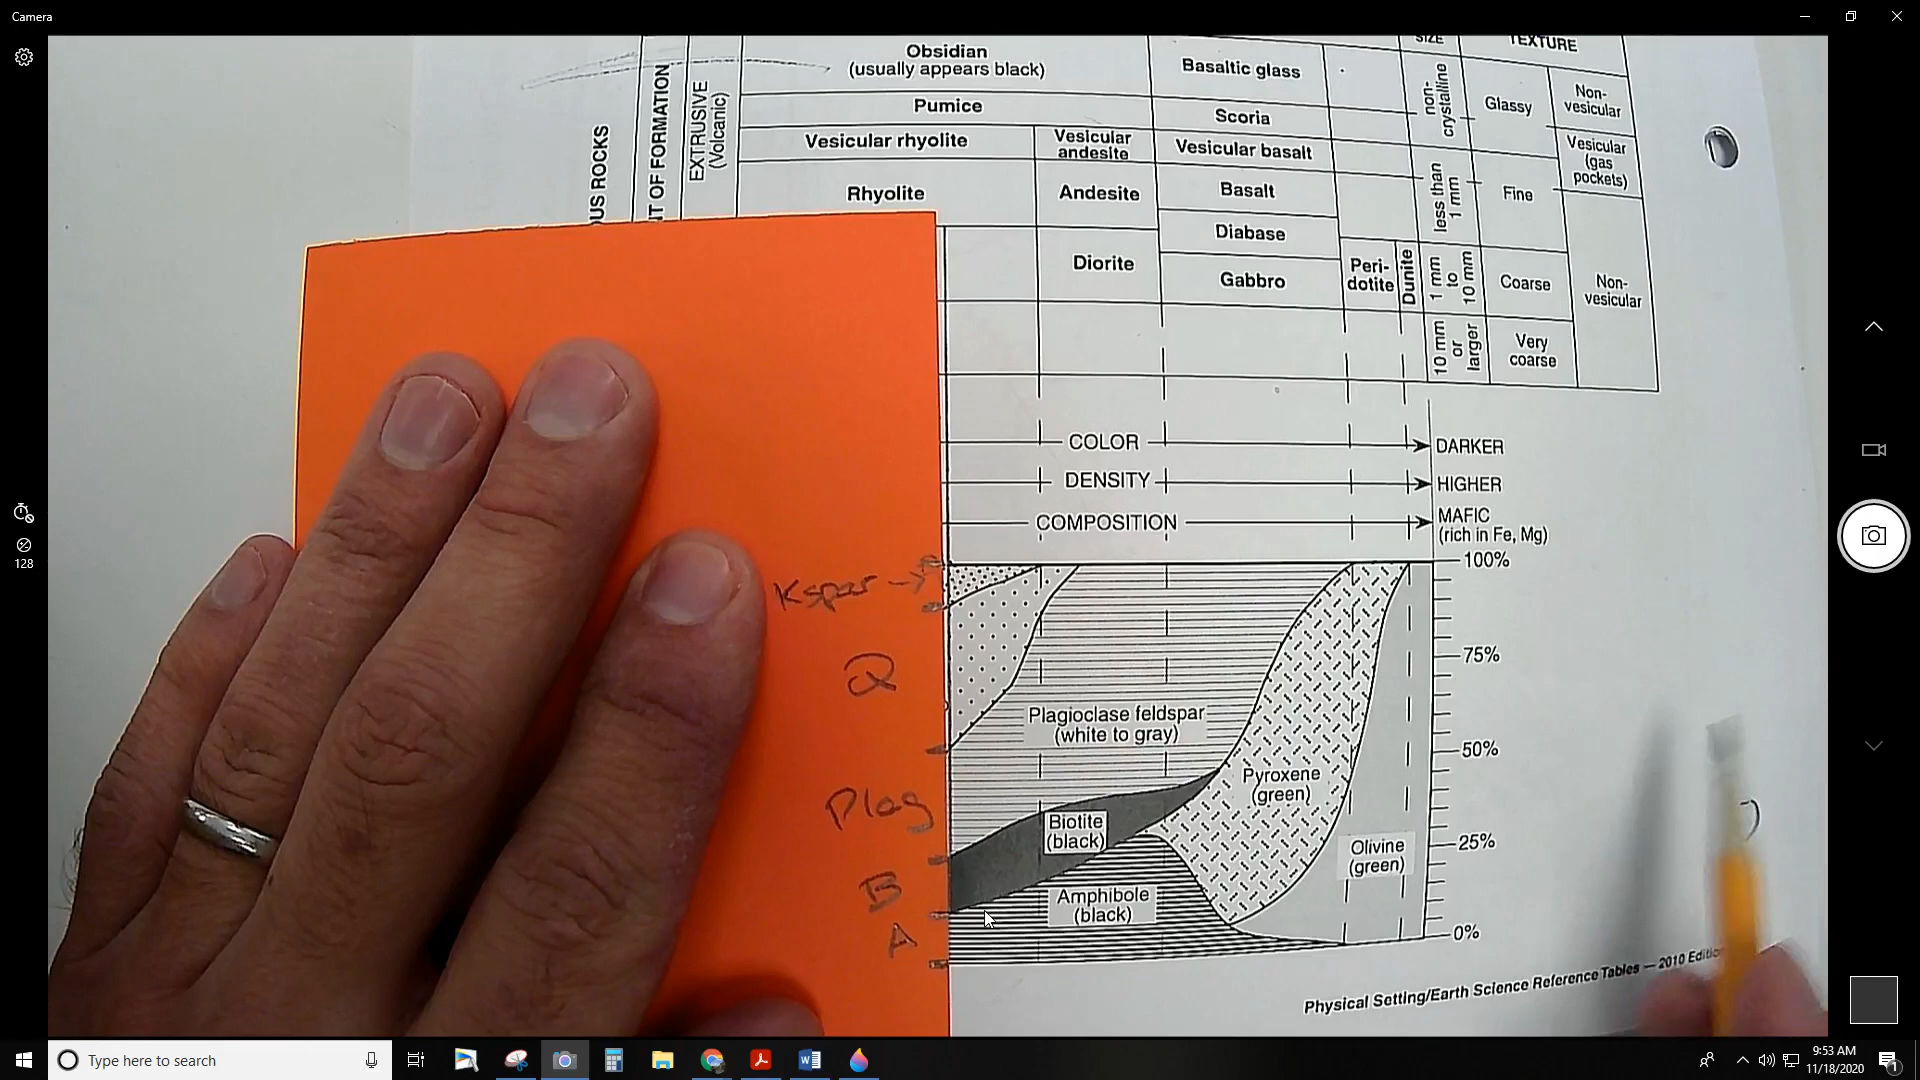 Camera
SIZE
TEXTURE
Obsidian
(usually appears black)
Basaltic glass
non-
crystalline
Glassy
Non-
vesicular
Pumice
Scoria
Vesicular rhyolite
Vesicular
andesite
Vesicular basalt
Vesicular
(gas
pockets)
EXTRUSIVE
(Volcanic)
Rhyolite
Andesite
Basalt
less than
1 mm
Fine
Diabase
Diorite
Gabbro
Peri-
dotite
Dunite
1 mm
to
10 mm
Coarse
Non-
vesicular
10 mm
or
larger
Very
coarse
COLOR
DARKER
DENSITY
HIGHER
COMPOSITION
MAFIC
(rich in Fe, Mg)
100%
75%
50%
25%
0%
Kspar
Q
Plag
B
A
Plagioclase feldspar
(white to gray)
Pyroxene
(green)
Biotite
(black)
Olivine
(green)
Amphibole
(black)
Physical Setting/Earth Science Reference Tables — 2010 Edition
128
Type here to search
9:53 AM
11/18/2020
1